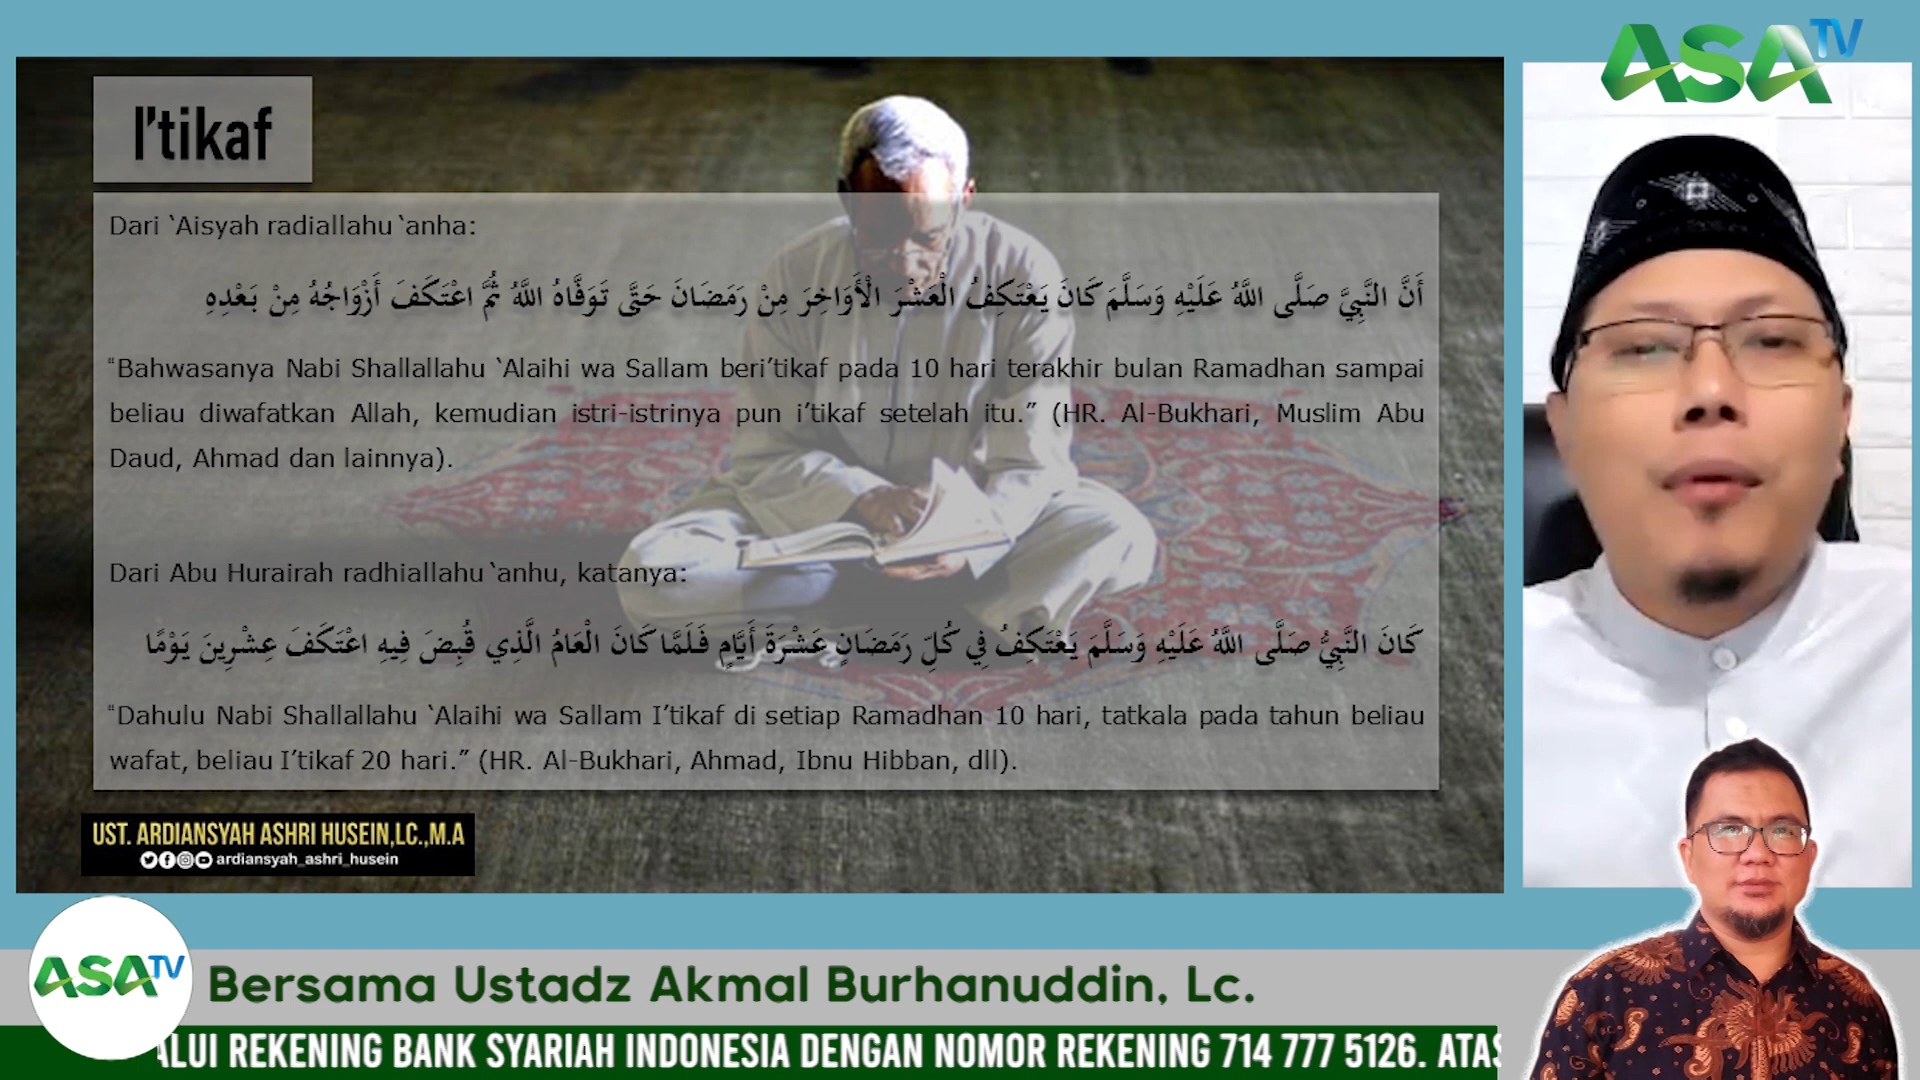 ASA TV
I'tikaf
Dari ‘Aisyah radiallahu ‘anha:
أَنَّ النَّبِيَّ صَلَّى اللَّهُ عَلَيْهِ وَسَلَّمَ كَانَ يَعْتَكِفُ الْعَشْرَ الْأَوَاخِرَ مِنْ رَمَضَانَ حَتَّى تَوَفَّاهُ اللَّهُ ثُمَّ اعْتَكَفَ أَزْوَاجُهُ مِنْ بَعْدِهِ
“Bahwasanya Nabi Shallallahu ‘Alaihi wa Sallam beri’tikaf pada 10 hari terakhir bulan Ramadhan sampai
beliau diwafatkan Allah, kemudian istri-istrinya pun i’tikaf setelah itu.” (HR. Al-Bukhari, Muslim Abu
Daud, Ahmad dan lainnya).
Dari Abu Hurairah radhiallahu ‘anhu, katanya:
كَانَ النَّبِيُّ صَلَّى اللَّهُ عَلَيْهِ وَسَلَّمَ يَعْتَكِفُ فِي كُلِّ رَمَضَانٍ عَشْرَةَ أَيَّامٍ فَلَمَّا كَانَ الْعَامُ الَّذِي قُبِضَ فِيهِ اعْتَكَفَ عِشْرِينَ يَوْمًا
“Dahulu Nabi Shallallahu ‘Alaihi wa Sallam I’tikaf di setiap Ramadhan 10 hari, tatkala pada tahun beliau
wafat, beliau I’tikaf 20 hari.” (HR. Al-Bukhari, Ahmad, Ibnu Hibban, dll).
UST. ARDIANSYAH ASHRI HUSEIN,LC.,M.A
ardiansyah_ashri_husein
ASA TV
Bersama Ustadz Akmal Burhanuddin, Lc.
ALUI REKENING BANK SYARIAH INDONESIA DENGAN NOMOR REKENING 714 777 5126. ATAS